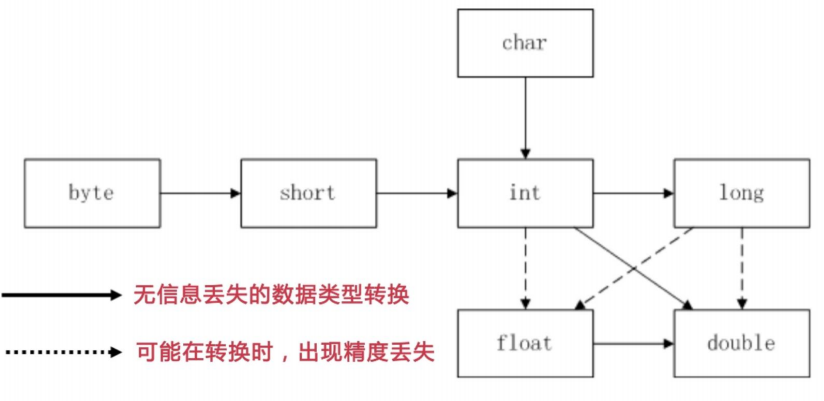 char
byte
short
int
long
无信息丢失的数据类型转换
float
double
可能在转换时，出现精度丢失